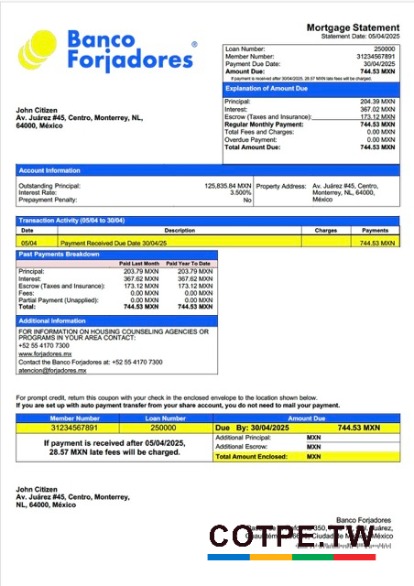 Banco
Forjadores ®
Mortgage Statement
Statement Date: 05/04/2025
Loan Number: 250000
Member Number: 31234567891
Payment Due Date: 30/04/2025
Amount Due: 744.53 MXN
If payment is received after 30/04/2025, 28.57 MXN late fees will be charged.
Explanation of Amount Due
Principal: 204.39 MXN
Interest: 367.02 MXN
Escrow (Taxes and Insurance): 173.12 MXN
Regular Monthly Payment: 744.53 MXN
Total Fees and Charges: 0.00 MXN
Overdue Payment: 0.00 MXN
Total Amount Due: 744.53 MXN
John Citizen
Av. Juárez #45, Centro, Monterrey, NL,
64000, México
Account Information
Outstanding Principal: 125,835.84 MXN
Interest Rate: 3.500%
Prepayment Penalty: No
Property Address: Av. Juárez #45, Centro,
Monterrey, NL, 64000,
México
Transaction Activity (05/04 to 30/04)
Date Description Charges Payments
05/04 Payment Received Due Date 30/04/25 744.53 MXN
Past Payments Breakdown
Paid Last Month Paid Year To Date
Principal: 203.79 MXN 203.79 MXN
Interest: 367.62 MXN 367.62 MXN
Escrow (Taxes and Insurance): 173.12 MXN 173.12 MXN
Fees: 0.00 MXN 0.00 MXN
Partial Payment (Unapplied): 0.00 MXN 0.00 MXN
Total: 744.53 MXN 744.53 MXN
Additional Information
FOR INFORMATION ON HOUSING COUNSELING AGENCIES OR
PROGRAMS IN YOUR AREA CONTACT:
+52 55 4170 7300
www.forjadores.mx
Contact the Banco Forjadores at: +52 55 4170 7300
atencion@forjadores.mx
For prompt credit, return this coupon with your check in the enclosed envelope to the location shown below.
If you are set up with auto payment transfer from your share account, you do not need to mail your payment.
Member Number Loan Number Amount Due
31234567891 250000 Due By: 30/04/2025 744.53 MXN
If payment is received after 05/04/2025,
28.57 MXN late fees will be charged.
Additional Principal: MXN
Additional Escrow: MXN
Total Amount Enclosed: MXN
John Citizen
Av. Juárez #45, Centro, Monterrey,
NL, 64000, México
Banco Forjadores
COTPE.TW